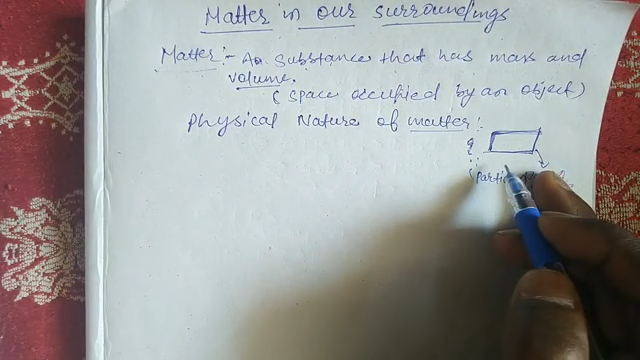 Matter in our surroundings
Matter :- A substance that has mass and
volume.
(space occupied by an object)
Physical Nature of matter :-